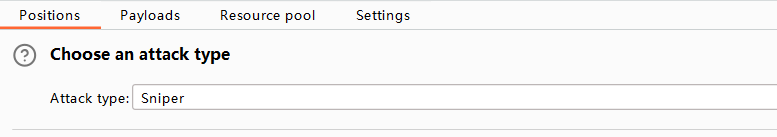 Positions Payloads Resource pool Settings
? Choose an attack type
Attack type: Sniper